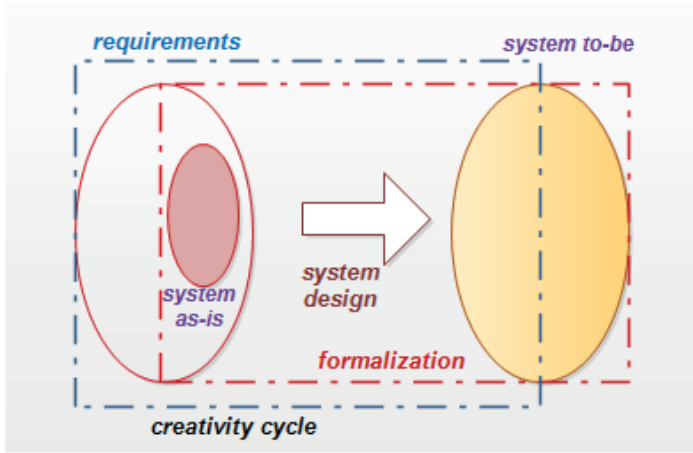 requirements
system to-be
system
design
system
as-is
formalization
creativity cycle